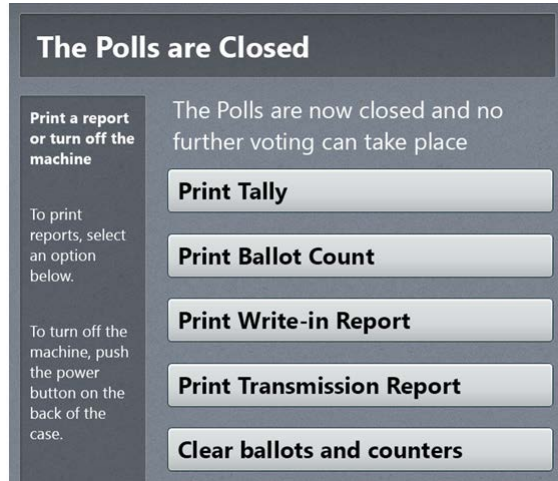 The Polls are Closed
Print a report
or turn off the
machine
To print
reports, select
an option
below.
To turn off the
machine, push
the power
button on the
back of the
case.
The Polls are now closed and no
further voting can take place
Print Tally
Print Ballot Count
Print Write-in Report
Print Transmission Report
Clear ballots and counters